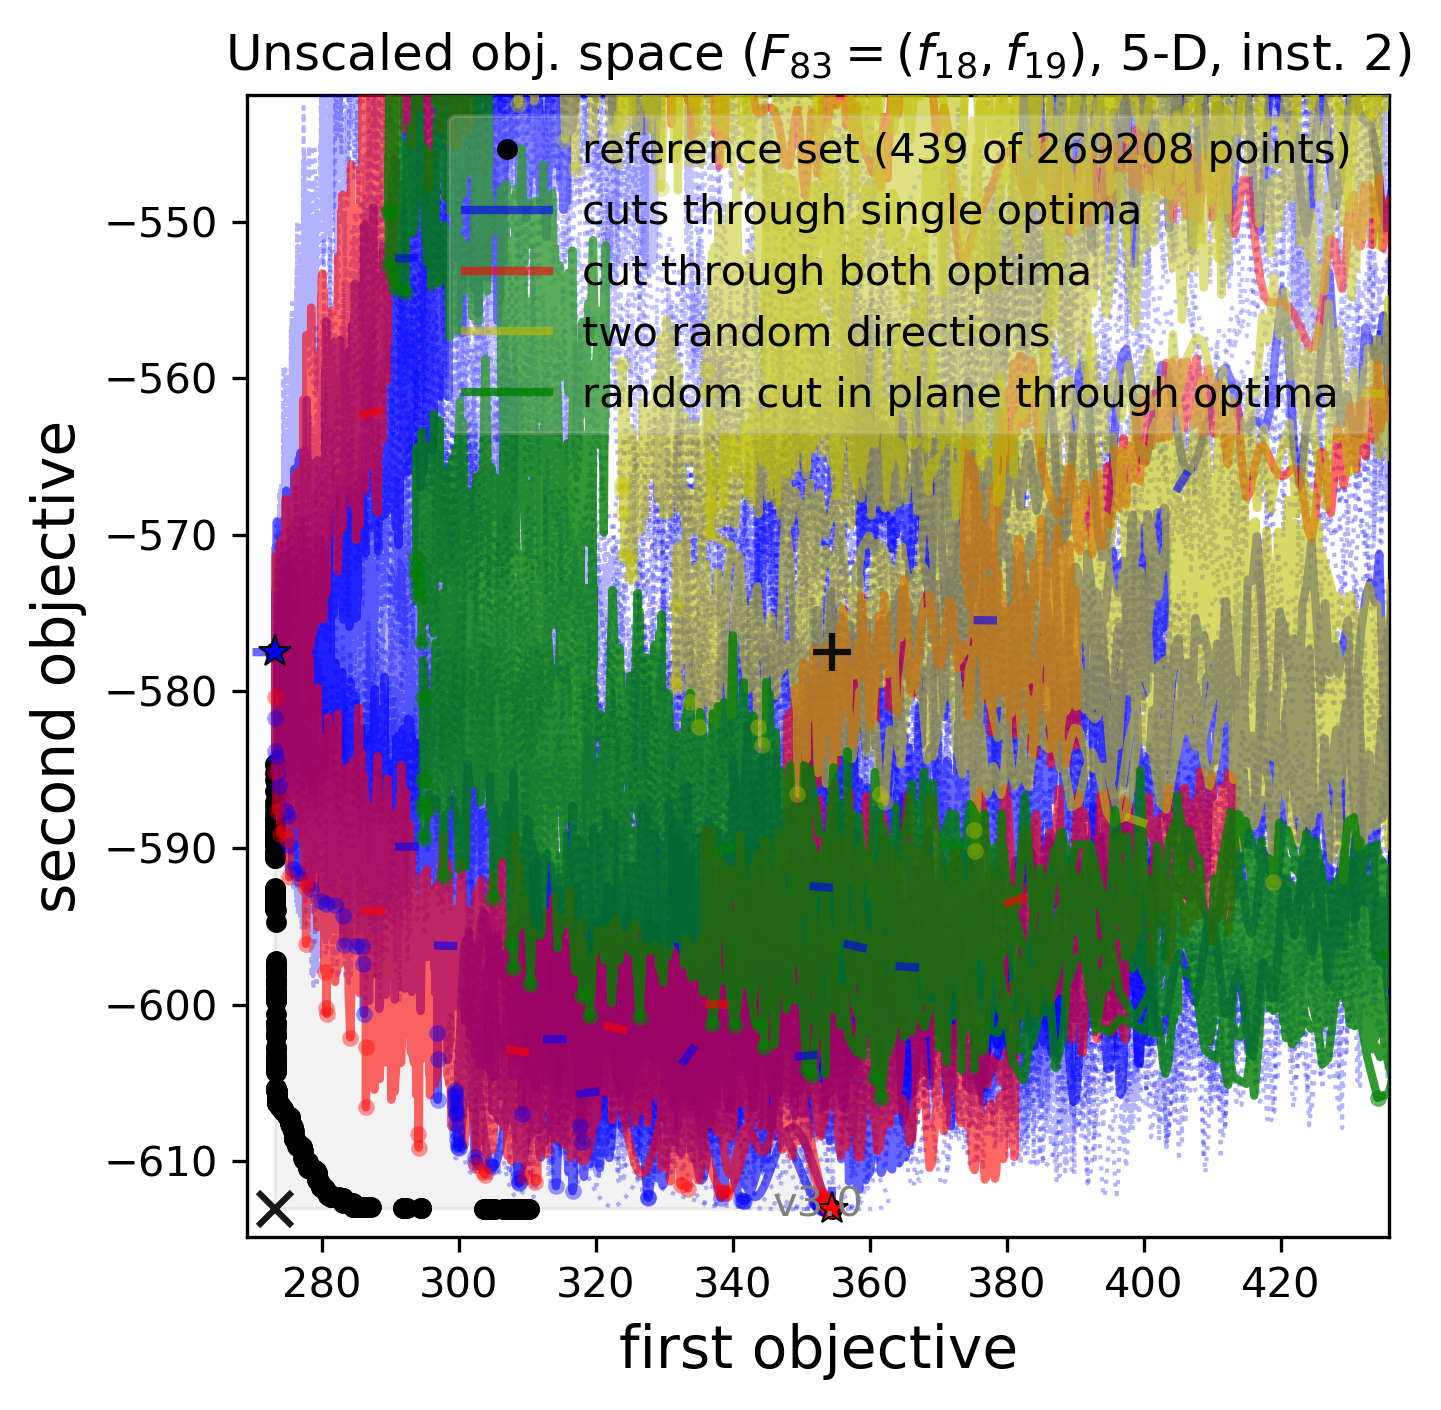 Unscaled obj. space (F₈₃ = (f₁₈, f₁₉), 5-D, inst. 2)
reference set (439 of 269208 points)
cuts through single optima
cut through both optima
two random directions
random cut in plane through optima
second objective
−550
−560
−570
−580
−590
−600
−610
280 300 320 340 360 380 400 420
first objective